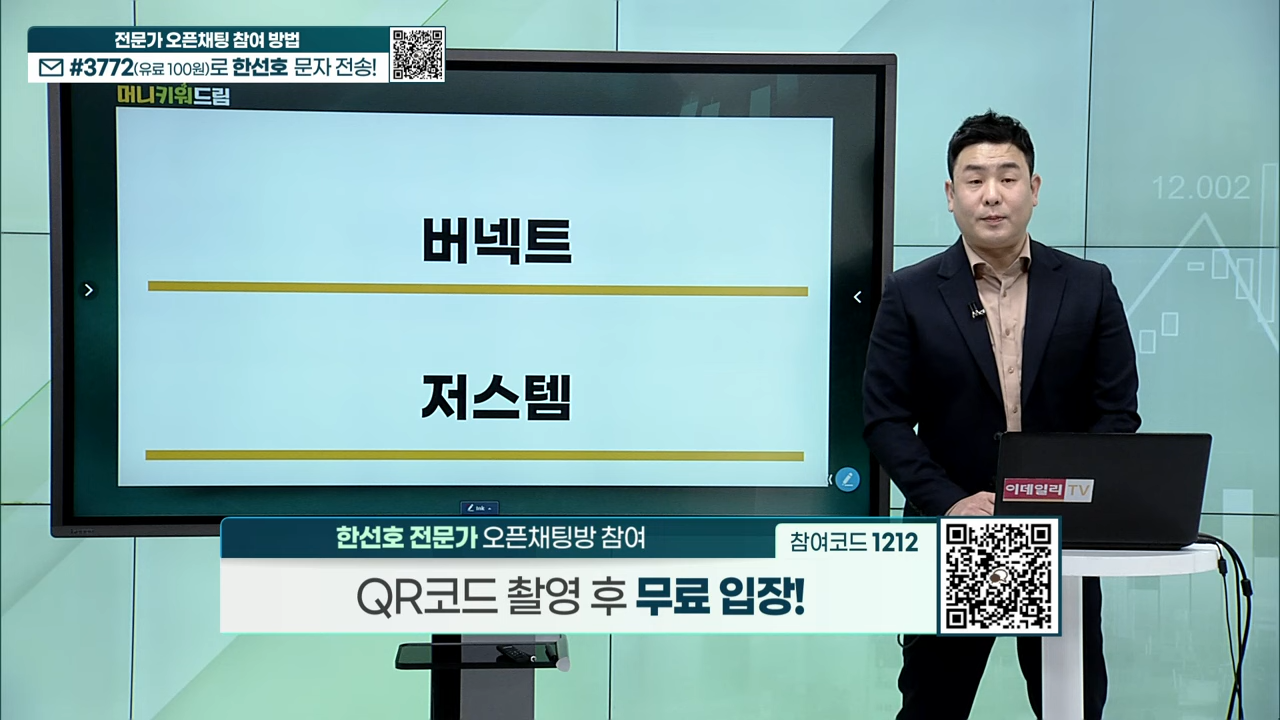 전문가 오픈채팅 참여 방법
#3772(유료 100원)로 한선호 문자 전송!
머니키워드림
버넥트
저스템
12.002
이데일리TV
Ink
한선호 전문가 오픈채팅방 참여
참여코드 1212
QR코드 촬영 후 무료 입장!